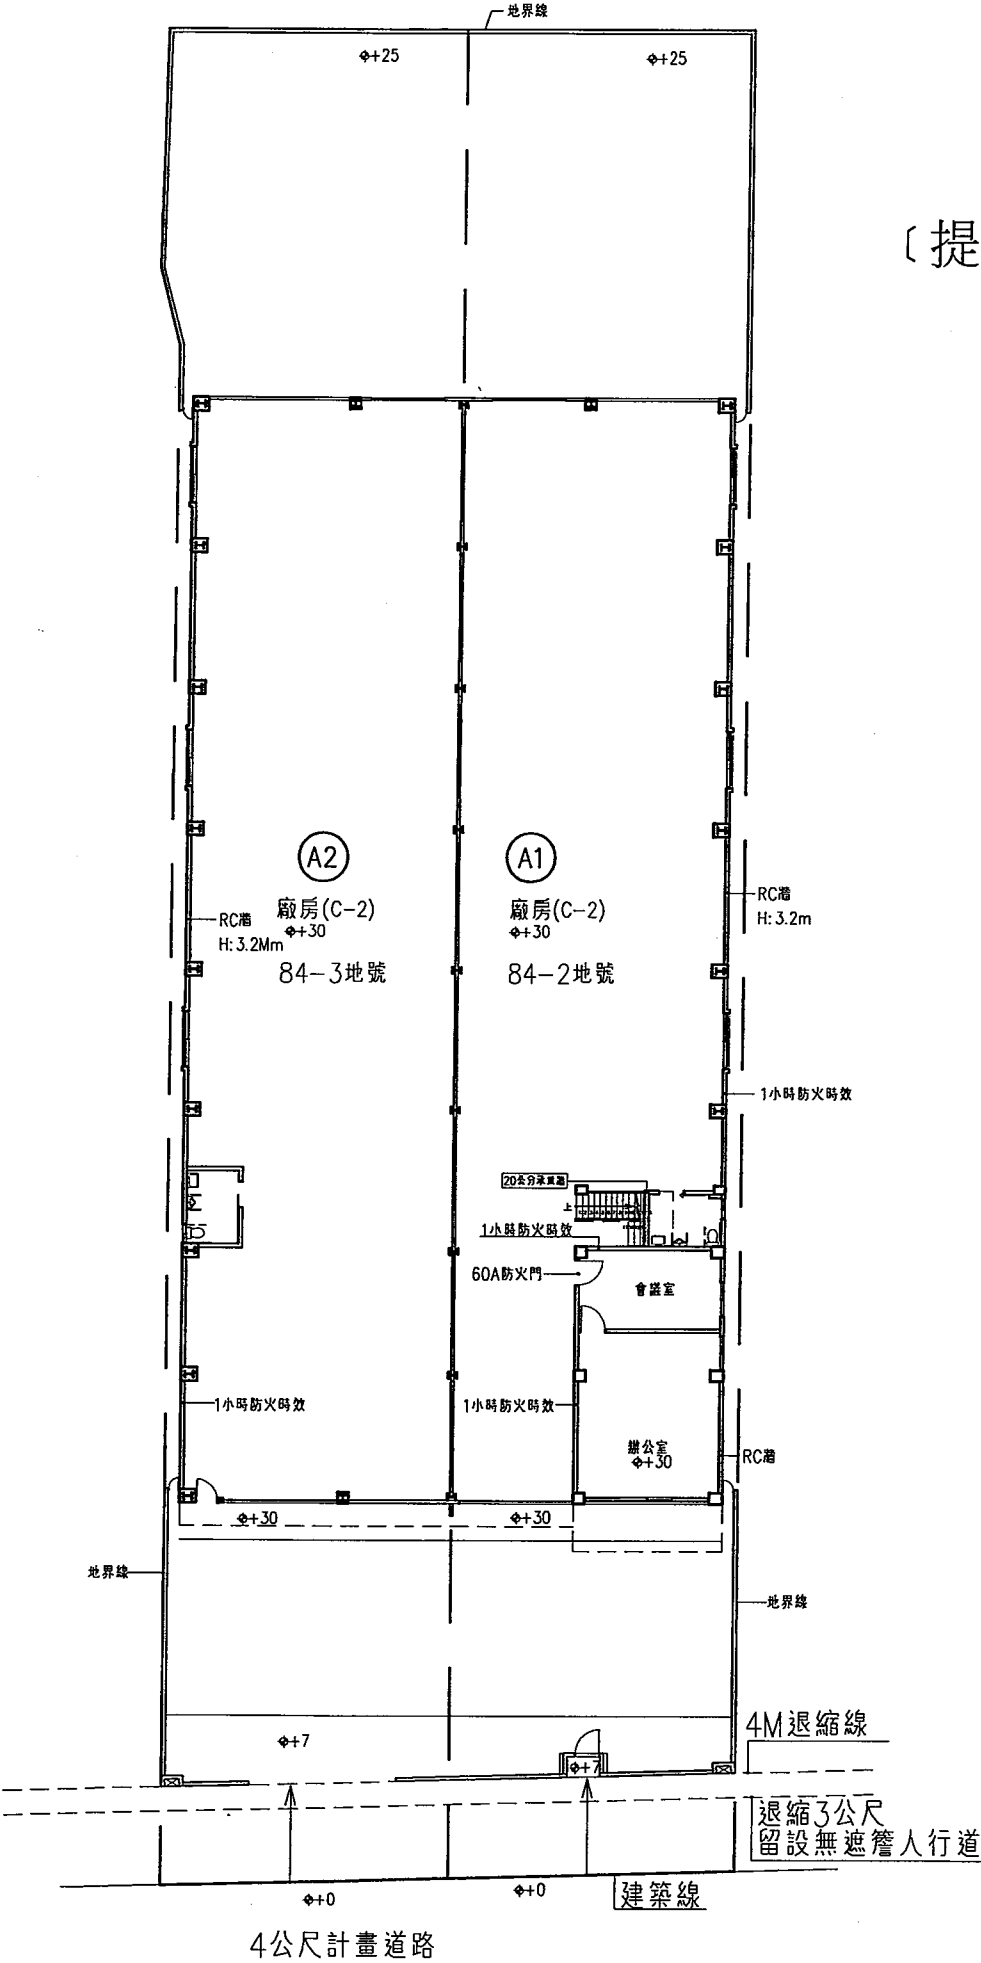 地界線
+25
+25
〔提
A2
廠房(C-2)
+30
84-3地號
A1
廠房(C-2)
+30
84-2地號
RC牆
H:3.2Mm
RC牆
H:3.2m
1小時防火時效
20公分承重牆
上
1小時防火時效
60A防火門
會議室
1小時防火時效
1小時防火時效
辦公室
+30
RC牆
+30
+30
地界線
地界線
4M退縮線
+7
+7
退縮3公尺
留設無遮簷人行道
建築線
+0
+0
4公尺計畫道路